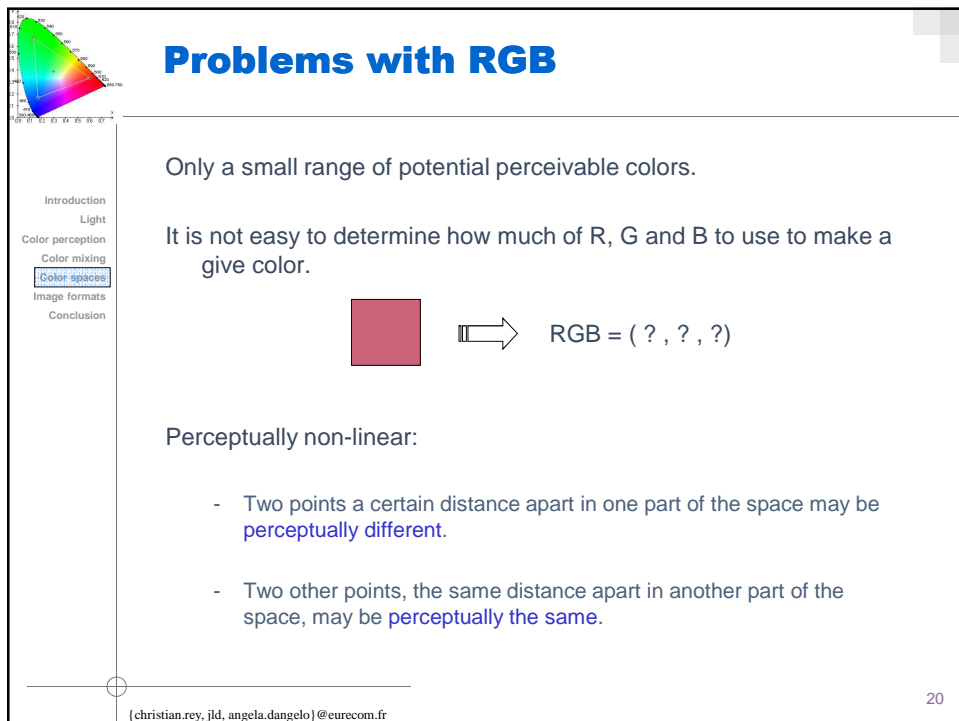 Problems with RGB
Introduction
Light
Color perception
Color mixing
Color spaces
Image formats
Conclusion
Only a small range of potential perceivable colors.
It is not easy to determine how much of R, G and B to use to make a
give color.
RGB = ( ? , ? , ?)
Perceptually non-linear:
- Two points a certain distance apart in one part of the space may be
perceptually different.
- Two other points, the same distance apart in another part of the
space, may be perceptually the same.
{christian.rey, jld, angela.dangelo}@eurecom.fr
20